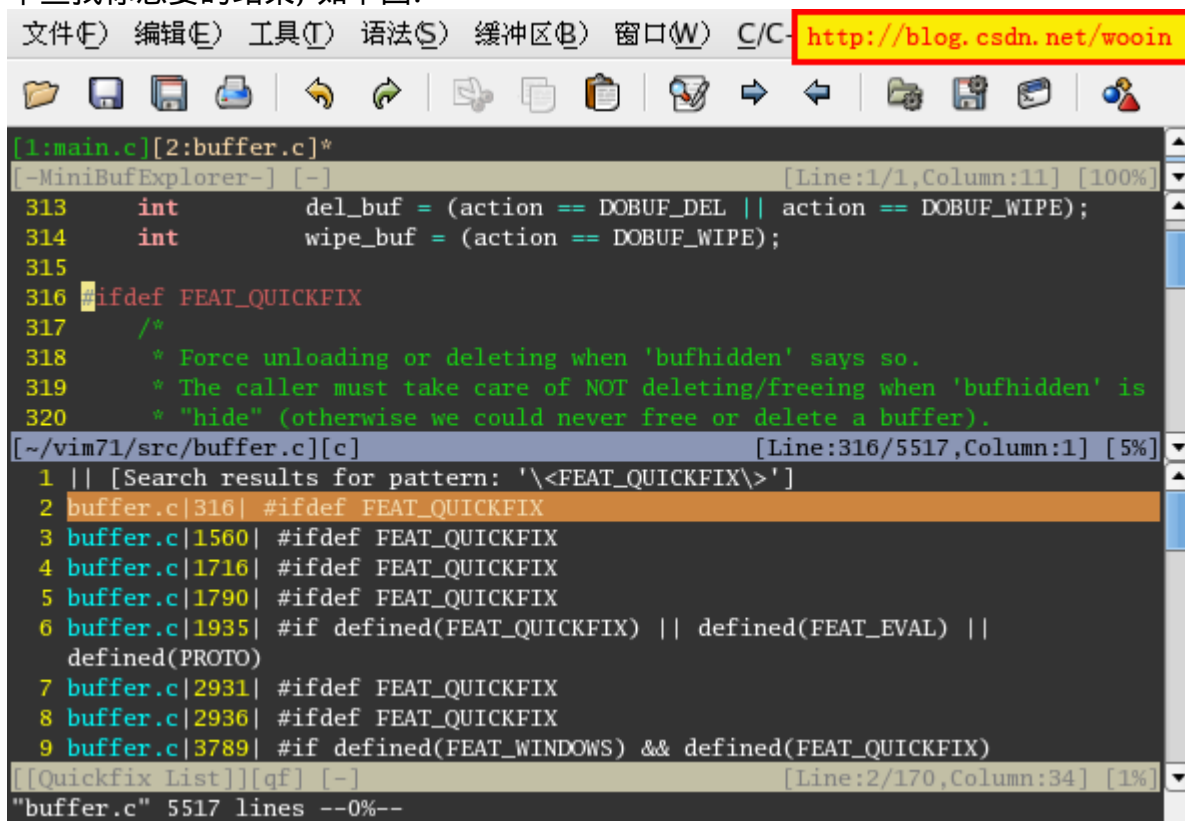 文件(F) 编辑(E) 工具(T) 语法(S) 缓冲区(B) 窗口(W) C/C- http://blog.csdn.net/wooin
[1:main.c][2:buffer.c]*
[-MiniBufExplorer-] [-] [Line:1/1,Column:11] [100%]
313 int del_buf = (action == DOBUF_DEL || action == DOBUF_WIPE);
314 int wipe_buf = (action == DOBUF_WIPE);
315
316 #ifdef FEAT_QUICKFIX
317 /*
318 * Force unloading or deleting when 'bufhidden' says so.
319 * The caller must take care of NOT deleting/freeing when 'bufhidden' is
320 * "hide" (otherwise we could never free or delete a buffer).
[~/vim71/src/buffer.c][c] [Line:316/5517,Column:1] [5%]
1 || [Search results for pattern: '\<FEAT_QUICKFIX\>']
2 buffer.c|316| #ifdef FEAT_QUICKFIX
3 buffer.c|1560| #ifdef FEAT_QUICKFIX
4 buffer.c|1716| #ifdef FEAT_QUICKFIX
5 buffer.c|1790| #ifdef FEAT_QUICKFIX
6 buffer.c|1935| #if defined(FEAT_QUICKFIX) || defined(FEAT_EVAL) ||
defined(PROTO)
7 buffer.c|2931| #ifdef FEAT_QUICKFIX
8 buffer.c|2936| #ifdef FEAT_QUICKFIX
9 buffer.c|3789| #if defined(FEAT_WINDOWS) && defined(FEAT_QUICKFIX)
[[Quickfix List]][qf] [-] [Line:2/170,Column:34] [1%]
"buffer.c" 5517 lines --0%--